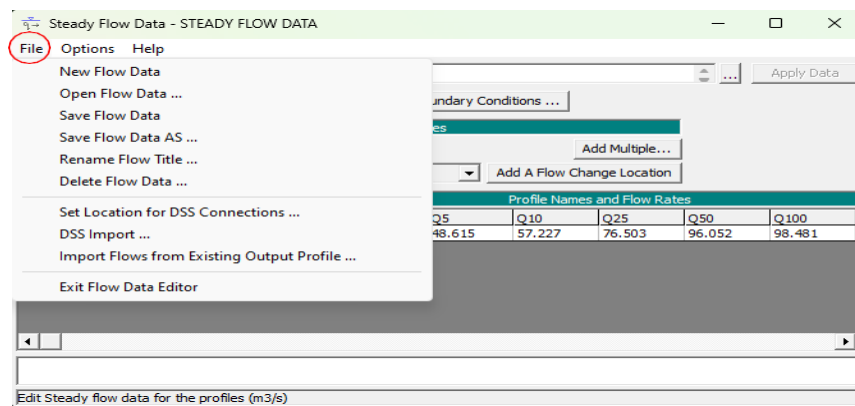 Steady Flow Data - STEADY FLOW DATA
File Options Help
New Flow Data
Open Flow Data ...
Save Flow Data
Save Flow Data AS ...
Rename Flow Title ...
Delete Flow Data ...
Set Location for DSS Connections ...
DSS Import ...
Import Flows from Existing Output Profile ...
Exit Flow Data Editor
... Apply Data
Conditions ...
Add Multiple...
Add A Flow Change Location
Profile Names and Flow Rates
Q5 Q10 Q25 Q50 Q100
48.615 57.227 76.503 96.052 98.481
Edit Steady flow data for the profiles (m3/s)